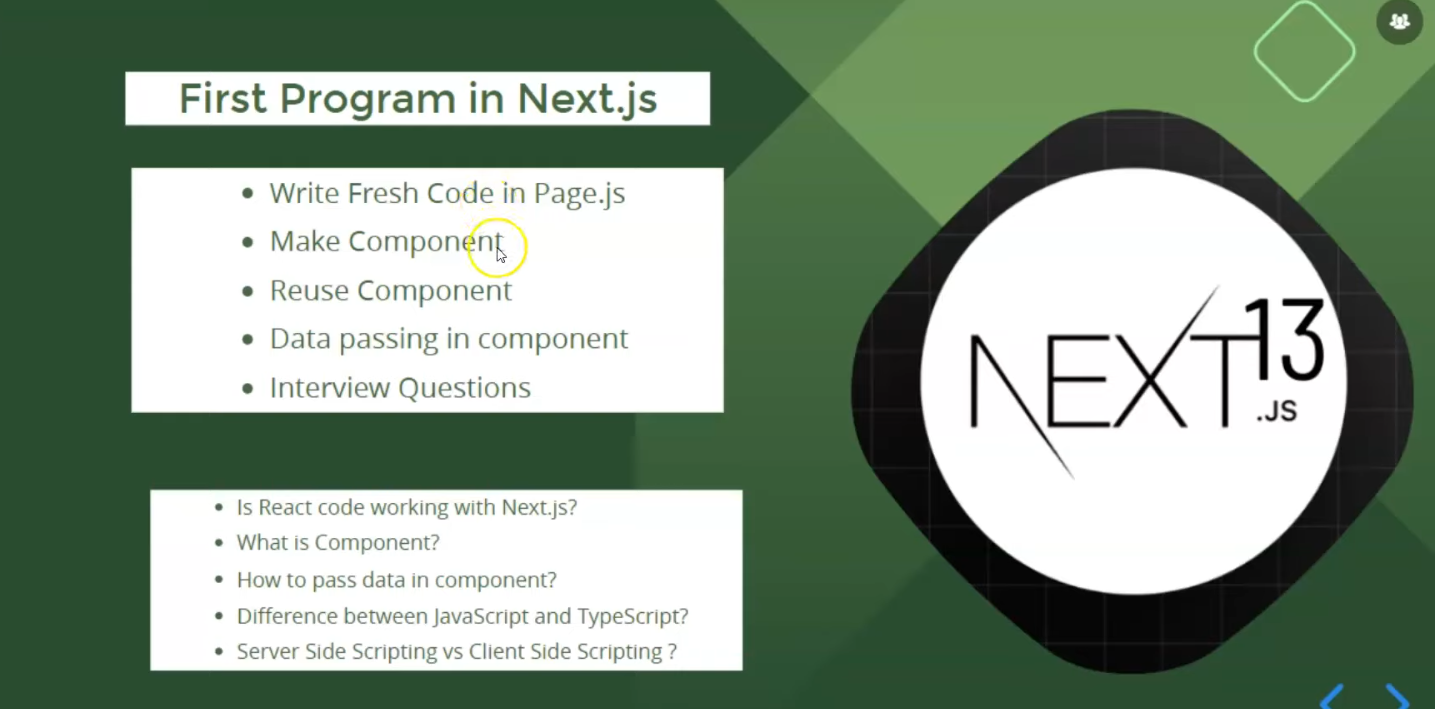 First Program in Next.js
Write Fresh Code in Page.js
Make Component
Reuse Component
Data passing in component
Interview Questions
Is React code working with Next.js?
What is Component?
How to pass data in component?
Difference between JavaScript and TypeScript?
Server Side Scripting vs Client Side Scripting ?
NEXT13
.JS